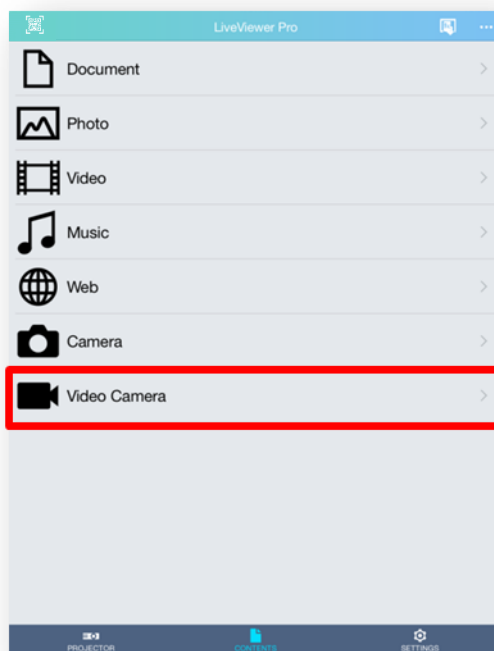 LiveViewer Pro
Document
Photo
Video
Music
Web
Camera
Video Camera
PROJECTOR
CONTENTS
SETTINGS